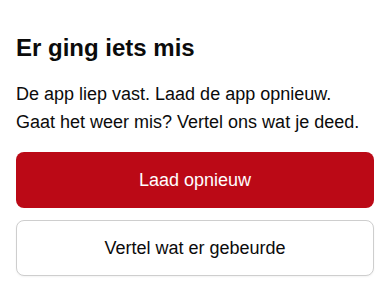 Er ging iets mis
De app liep vast. Laad de app opnieuw.
Gaat het weer mis? Vertel ons wat je deed.
Laad opnieuw
Vertel wat er gebeurde